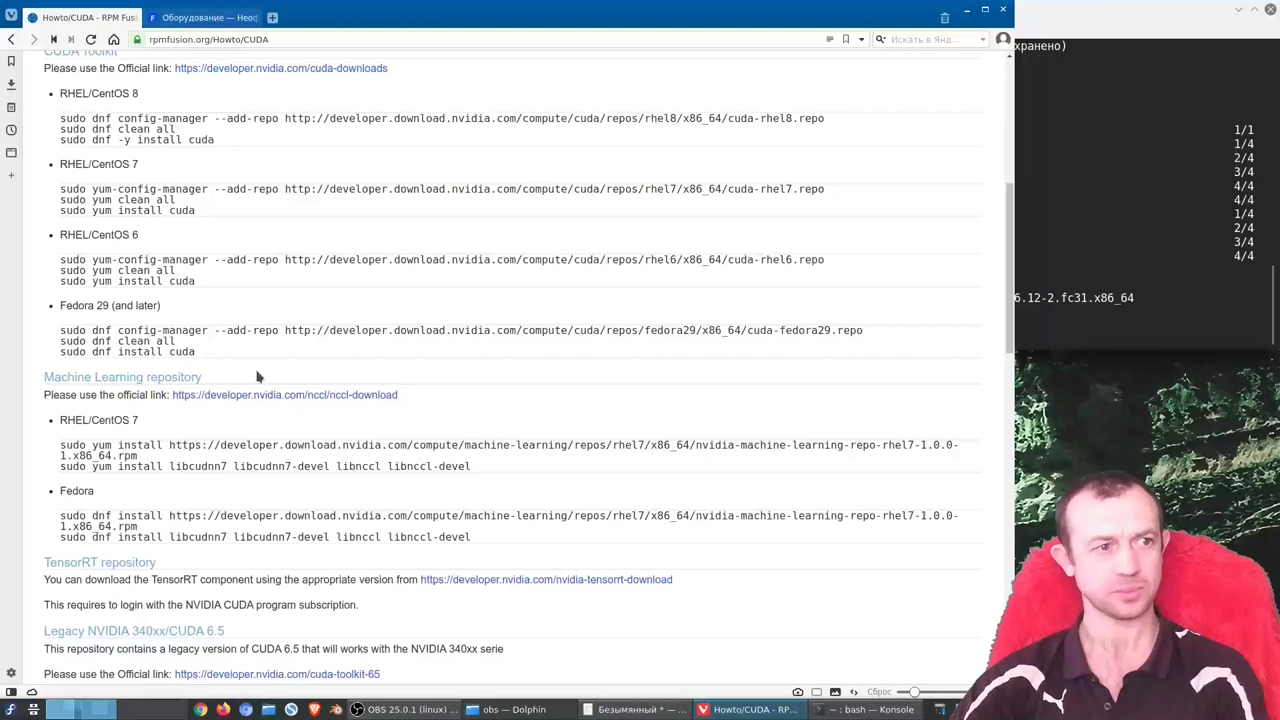 Howto/CUDA - RPM Fus
Оборудование — Неос
rpmfusion.org/Howto/CUDA
Искать в Янд...
CUDA Toolkit
Please use the Official link: https://developer.nvidia.com/cuda-downloads
• RHEL/CentOS 8
sudo dnf config-manager --add-repo http://developer.download.nvidia.com/compute/cuda/repos/rhel8/x86_64/cuda-rhel8.repo
sudo dnf clean all
sudo dnf -y install cuda
• RHEL/CentOS 7
sudo yum-config-manager --add-repo http://developer.download.nvidia.com/compute/cuda/repos/rhel7/x86_64/cuda-rhel7.repo
sudo yum clean all
sudo yum install cuda
• RHEL/CentOS 6
sudo yum-config-manager --add-repo http://developer.download.nvidia.com/compute/cuda/repos/rhel6/x86_64/cuda-rhel6.repo
sudo yum clean all
sudo yum install cuda
• Fedora 29 (and later)
sudo dnf config-manager --add-repo http://developer.download.nvidia.com/compute/cuda/repos/fedora29/x86_64/cuda-fedora29.repo
sudo dnf clean all
sudo dnf install cuda
Machine Learning repository
Please use the official link: https://developer.nvidia.com/nccl/nccl-download
• RHEL/CentOS 7
sudo yum install https://developer.download.nvidia.com/compute/machine-learning/repos/rhel7/x86_64/nvidia-machine-learning-repo-rhel7-1.0.0-
1.x86_64.rpm
sudo yum install libcudnn7 libcudnn7-devel libnccl libnccl-devel
• Fedora
sudo dnf install https://developer.download.nvidia.com/compute/machine-learning/repos/rhel7/x86_64/nvidia-machine-learning-repo-rhel7-1.0.0-
1.x86_64.rpm
sudo dnf install libcudnn7 libcudnn7-devel libnccl libnccl-devel
TensorRT repository
You can download the TensorRT component using the appropriate version from https://developer.nvidia.com/nvidia-tensorrt-download
This requires to login with the NVIDIA CUDA program subscription.
Legacy NVIDIA 340xx/CUDA 6.5
This repository contains a legacy version of CUDA 6.5 that will works with the NVIDIA 340xx serie
Please use the Official link: https://developer.nvidia.com/cuda-toolkit-65
Сброс
хранено)
1/1
1/4
2/4
3/4
4/4
4/4
1/4
2/4
3/4
4/4
6.12-2.fc31.x86_64
OBS 25.0.1 (linux) ...
obs — Dolphin
Безымянный * — ...
Howto/CUDA - RP...
~ : bash — Konsole